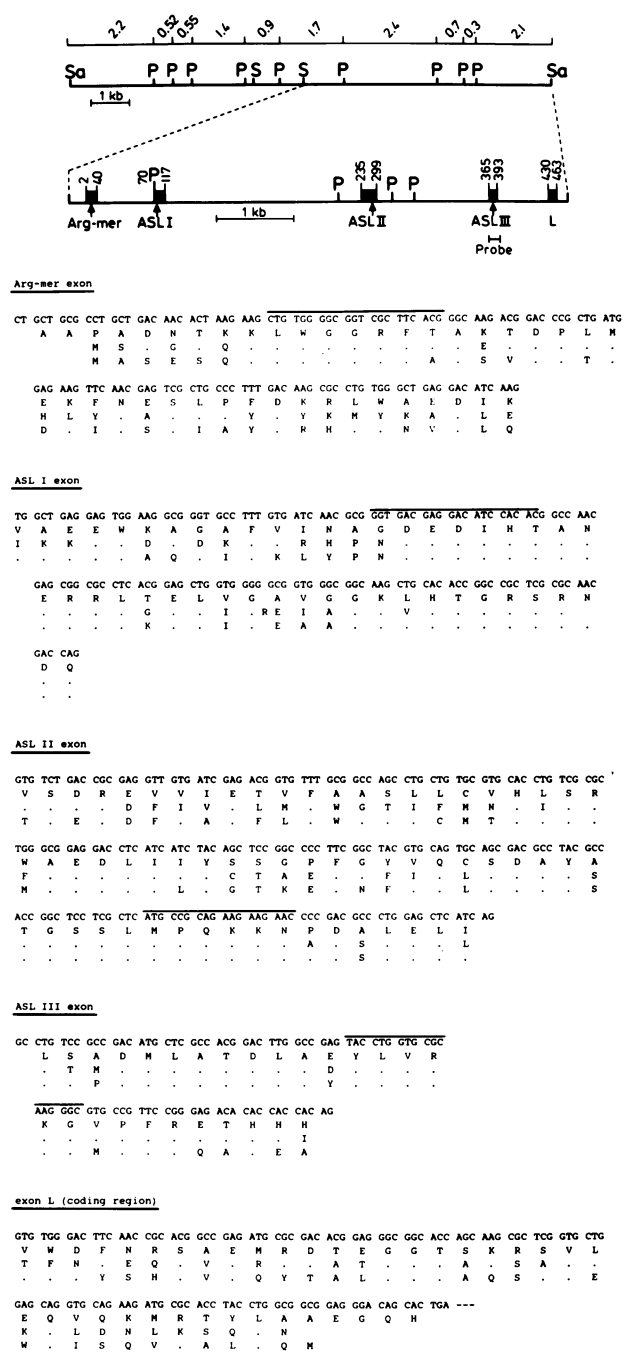 2.2 0.52 0.55 1.4 0.9 1.7 2.4 0.7 0.3 2.1
Sa P P P P S P S P P P P Sa
1 kb
2 40 70 P 117 P 235 299 P P 365 393 430 463
1 kb
Arg-mer ASL I ASL II ASL III L
Probe
Arg-mer exon
CT GCT GCG CCT GCT GAC AAC ACT AAG AAG CTG TGG GGC GGT CGC TTC ACG GGC AAG ACG GAC CCG CTG ATG
A A P A D N T K K L W G G R F T A K T D P L M
M S . G . Q . . . . . . . . . E . . . . .
M A S E S Q . . . . . . . A . S V . . T .
GAG AAG TTC AAC GAG TCG CTG CCC TTT GAC AAG CGC CTG TGG GCT GAG GAC ATC AAG
E K F N E S L P F D K R L W A E D I K
H L Y . A . . . Y . Y K M Y K A . L E
D . I . S . I A Y . R H . . N V . L Q
ASL I exon
TG GCT GAG GAG TGG AAG GCG GGT GCC TTT GTG ATC AAC GCG GGT GAC GAG GAC ATC CAC ACG GCC AAC
V A E E W K A G A F V I N A G D E D I H T A N
I K K . . D . D K . . R H P N . . . . . . . .
. . . . . A Q . I . K L Y P N . . . . . . . .
GAG CGG CGC CTC ACG GAG CTG GTG GGG GCG GTG GGC GGC AAG CTG CAC ACC GGC CGC TCG CGC AAC
E R R L T E L V G A V G G K L H T G R S R N
. . . . G . . I . R E I A . . V . . . . . . .
. . . . K . . I . E A A . . . . . . . . . .
GAC CAG
D Q
. .
. .
ASL II exon
GTG TCT GAC CGC GAG GTT GTG ATC GAG ACG GTG TTT GCG GCC AGC CTG CTG TGC GTG CAC CTG TCG CGC
V S D R E V V I E T V F A A S L L C V H L S R
. . . . D F I V . L M . W G T I F M N . I . .
T . E . D F . A . F L . W . . . C M T . . . .
TGG GCG GAG GAC CTC ATC ATC TAC AGC TCC GGC CCC TTC GGC TAC GTG CAG TGC AGC GAC GCC TAC GCC
W A E D L I I Y S S G P F G Y V Q C S D A Y A
F . . . . . . . C T A E . . F I . L . . . . S
M . . . . L . G T K E . N F . . L . . . . S
ACC GGC TCC TCG CTC ATG CCG CAG AAG AAG AAC CCC GAC GCC CTG GAG CTC ATC AG
T G S S L M P Q K K N P D A L E L I
. . . . . . . . . . . A . S . . . L
. . . . . . . . . . . . . S . . . .
ASL III exon
GC CTG TCC GCC GAC ATG CTC GCC ACG GAC TTG GCC GAG TAC CTG GTG CGC
L S A D M L A T D L A E Y L V R
. T M . . . . . . . . D . . . .
. . P . . . . . . . . Y . . . .
AAG GGC GTG CCG TTC CGG GAG ACA CAC CAC CAC AG
K G V P F R E T H H H
. . . . . . . . . . I
. . M . . . Q A . E A
exon L (coding region)
GTG TGG GAC TTC AAC CGC ACG GCC GAG ATG CGC GAC ACG GAG GGC GGC ACC AGC AAG CGC TCG GTG CTG
V W D F N R S A E M R D T E G G T S K R S V L
T F N . E Q . V . R . . A T . . . A . S A . .
. . . Y S H . V . Q Y T A L . . . A Q S . . E
GAG CAG GTG CAG AAG ATG CGC ACC TAC CTG GCG GCG GAG GGA CAG CAC TGA ---
E Q V Q K M R T Y L A A E G Q H
K . L D N L K S Q . N
W . I S Q V . A L . Q M